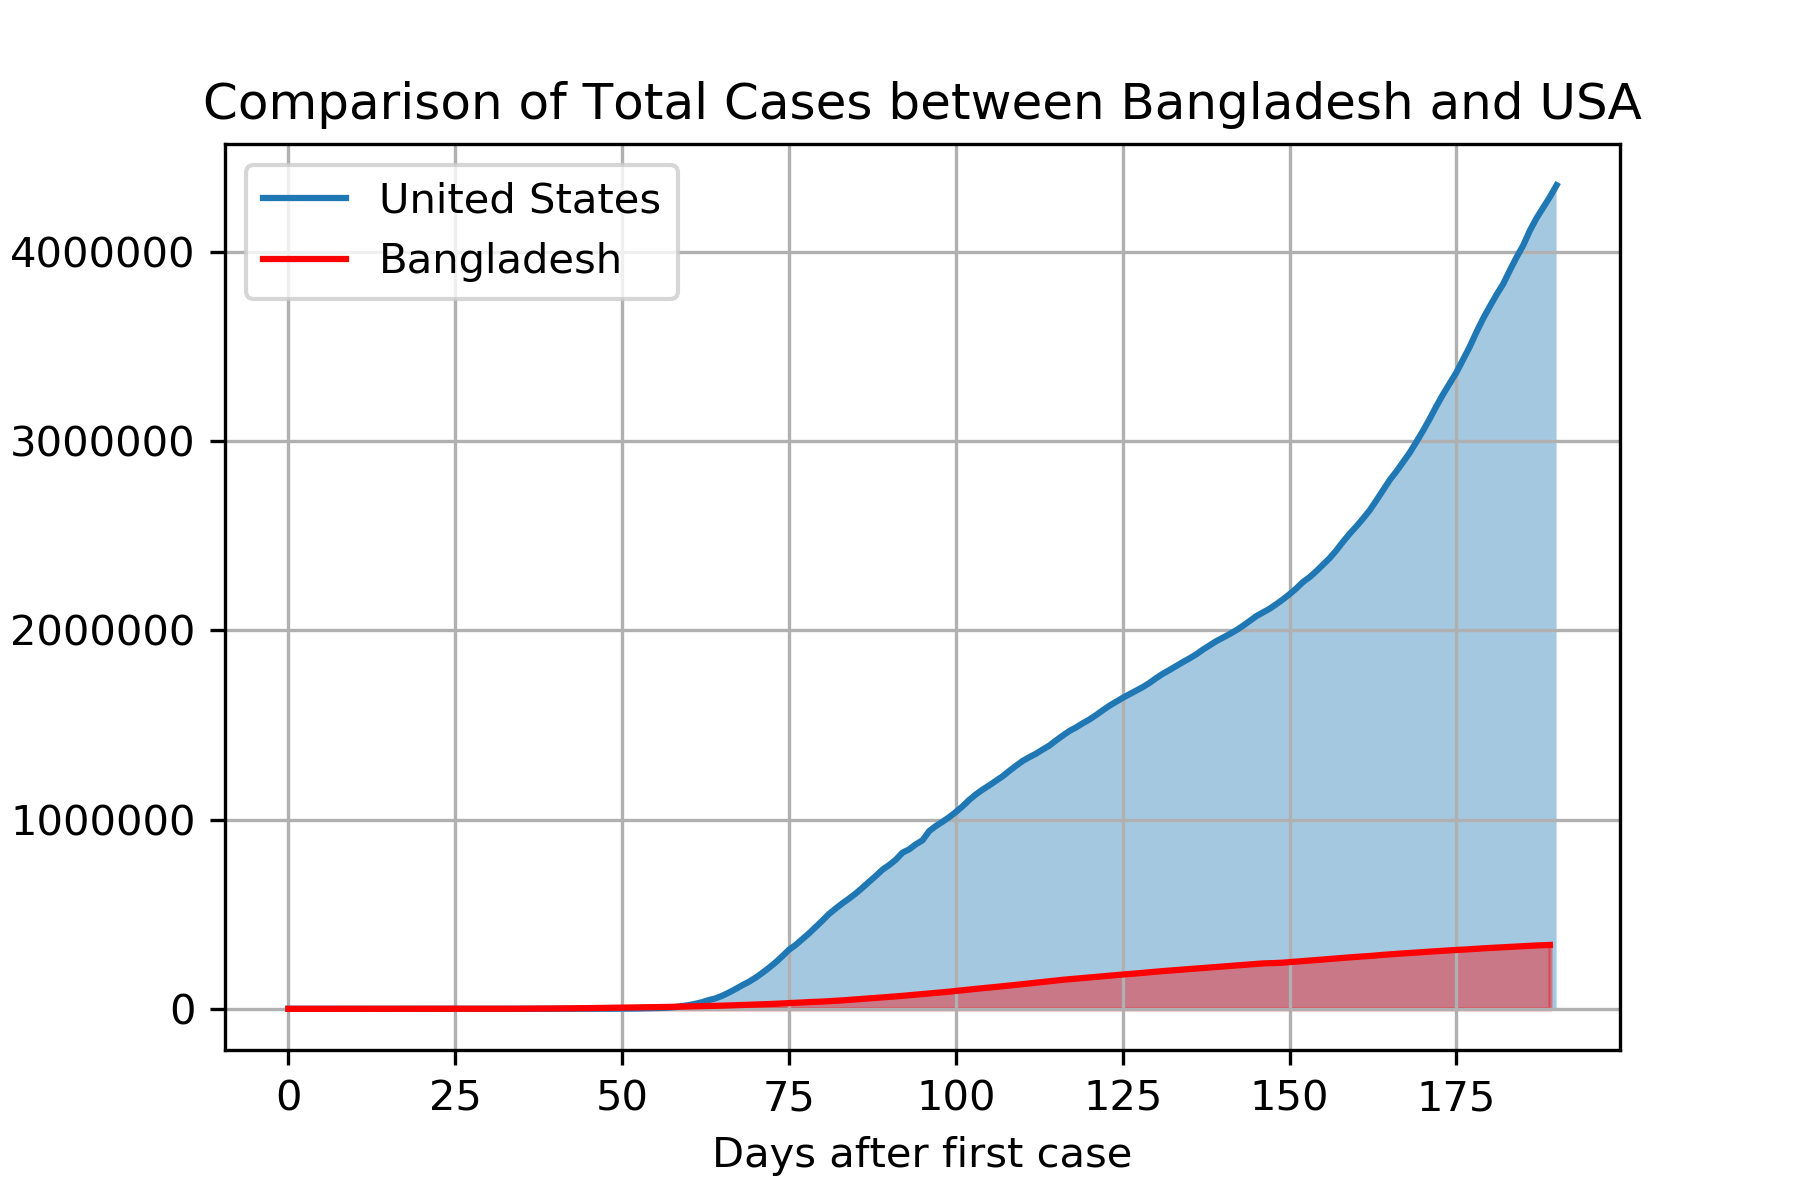 Comparison of Total Cases between Bangladesh and USA
United States
Bangladesh
4000000
3000000
2000000
1000000
0
0 25 50 75 100 125 150 175
Days after first case